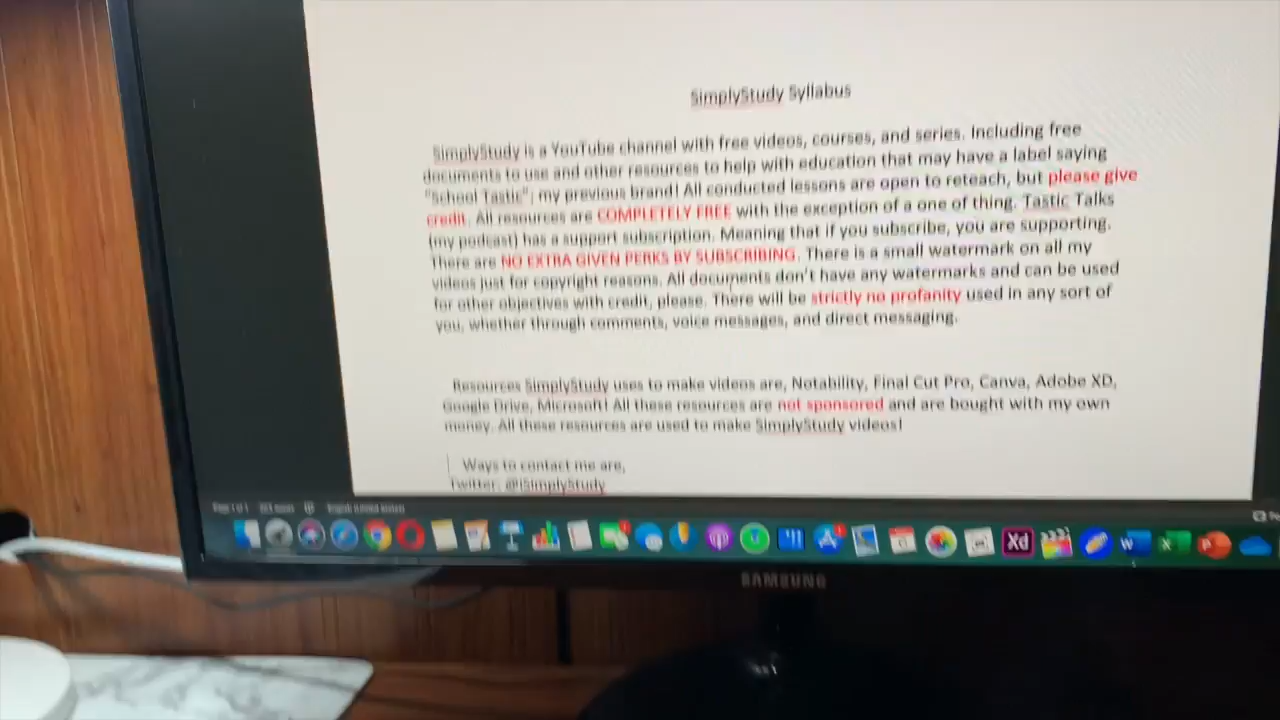 SimplyStudy Syllabus
SimplyStudy is a YouTube channel with free videos, courses, and series. Including free
documents to use and other resources to help with education that may have a label saying
"School Tastic"; my previous brand! All conducted lessons are open to reteach, but please give
credit. All resources are COMPLETELY FREE with the exception of a one of thing. Tastic Talks
(my podcast) has a support subscription. Meaning that if you subscribe, you are supporting.
There are NO EXTRA GIVEN PERKS BY SUBSCRIBING. There is a small watermark on all my
videos just for copyright reasons. All documents don't have any watermarks and can be used
for other objectives with credit, please. There will be strictly no profanity used in any sort of
you, whether through comments, voice messages, and direct messaging.
Resources SimplyStudy uses to make videos are, Notability, Final Cut Pro, Canva, Adobe XD,
Google Drive, Microsoft! All these resources are not sponsored and are bought with my own
money. All these resources are used to make SimplyStudy videos!
Ways to contact me are,
Twitter: @iSimplyStudy
Page 1 of 1
Xd
W
X
P
SAMSUNG